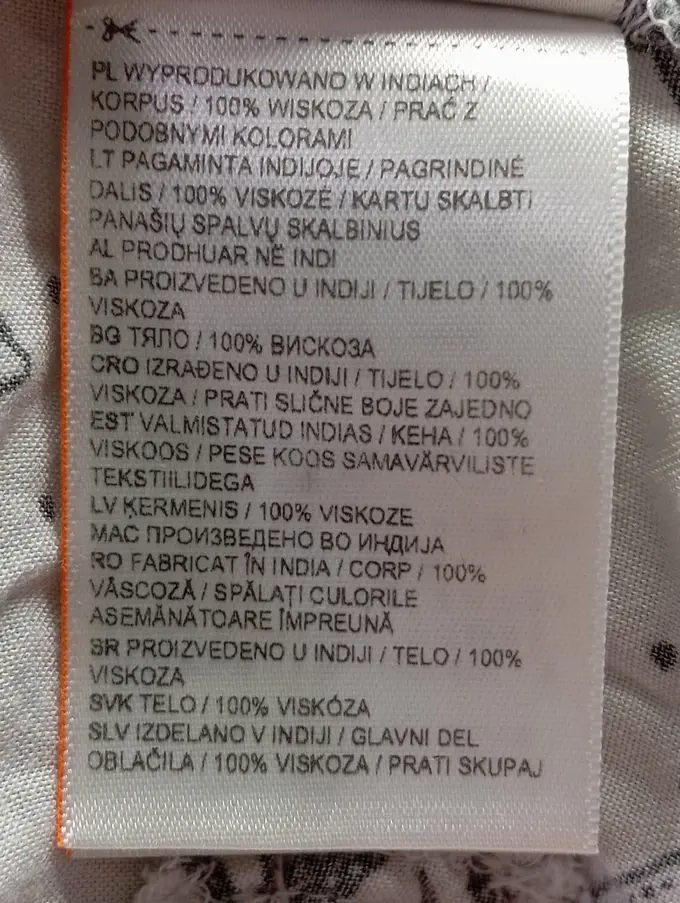 PL WYPRODUKOWANO W INDIACH /
KORPUS / 100% WISKOZA / PRAĆ Z
PODOBNYMI KOLORAMI
LT PAGAMINTA INDIJOJE / PAGRINDINĖ
DALIS / 100% VISKOZĖ / KARTU SKALBTI
PANAŠIŲ SPALVŲ SKALBINIUS
AL PRODHUAR NË INDI
BA PROIZVEDENO U INDIJI / TIJELO / 100%
VISKOZA
BG ТЯЛО / 100% ВИСКОЗА
CRO IZRAĐENO U INDIJI / TIJELO / 100%
VISKOZA / PRATI SLIČNE BOJE ZAJEDNO
EST VALMISTATUD INDIAS / KEHA / 100%
VISKOOS / PESE KOOS SAMAVÄRVILISTE
TEKSTIILIDEGA
LV ĶERMENIS / 100% VISKOZE
MAC ПРОИЗВЕДЕНО ВО ИНДИЈА
RO FABRICAT ÎN INDIA / CORP / 100%
VÂSCOZĂ / SPĂLAȚI CULORILE
ASEMĂNĂTOARE ÎMPREUNĂ
SR PROIZVEDENO U INDIJI / TELO / 100%
VISKOZA
SVK TELO / 100% VISKÓZA
SLV IZDELANO V INDIJI / GLAVNI DEL
OBLAČILA / 100% VISKOZA / PRATI SKUPAJ